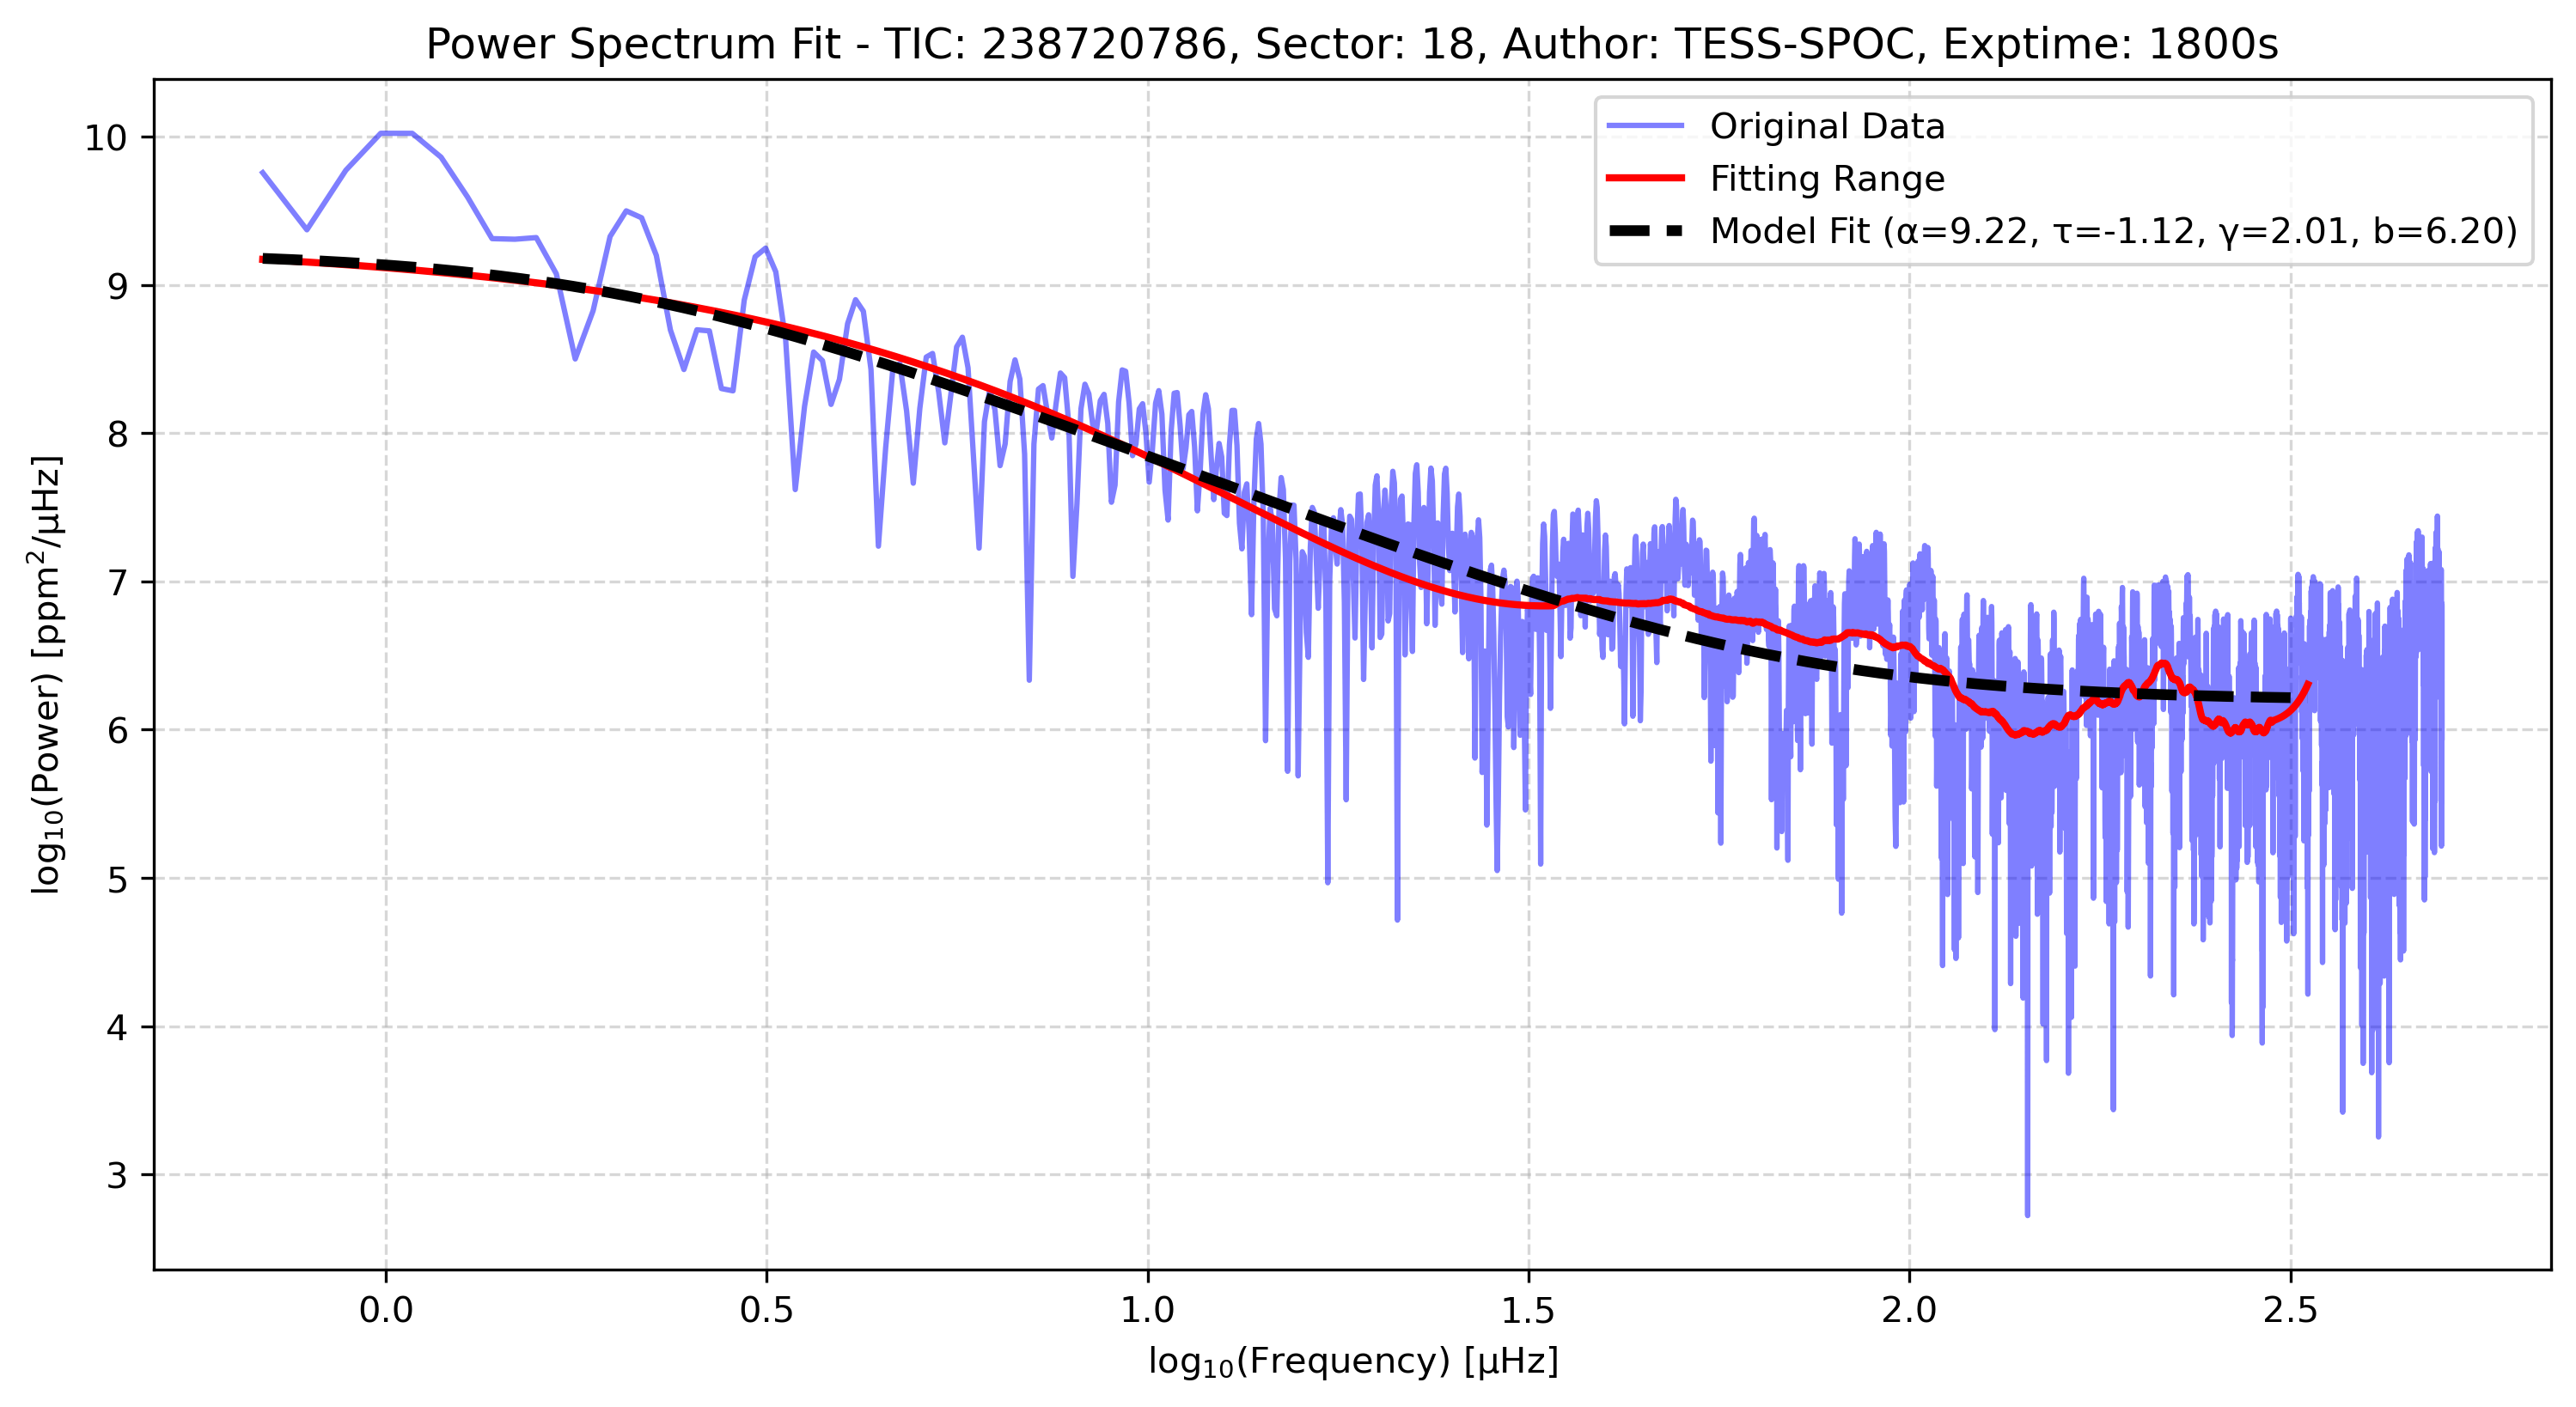 Power Spectrum Fit - TIC: 238720786, Sector: 18, Author: TESS-SPOC, Exptime: 1800s
Original Data
Fitting Range
Model Fit (α=9.22, τ=-1.12, γ=2.01, b=6.20)
log₁₀(Power) [ppm²/μHz]
10
9
8
7
6
5
4
3
0.0 0.5 1.0 1.5 2.0 2.5
log₁₀(Frequency) [μHz]